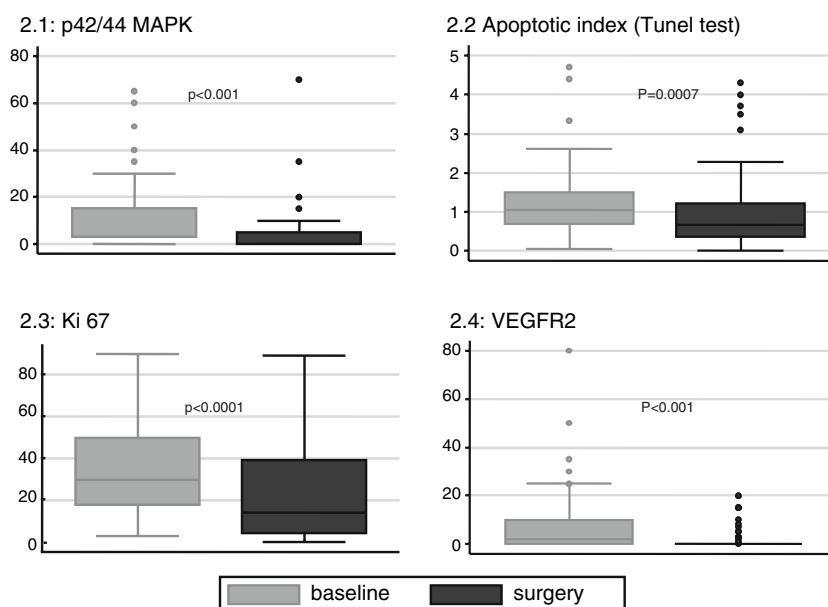 2.1: p42/44 MAPK
80
60
40
20
0
p<0.001
2.2 Apoptotic index (Tunel test)
5
4
3
2
1
0
P=0.0007
2.3: Ki 67
80
60
40
20
0
p<0.0001
2.4: VEGFR2
80
60
40
20
0
P<0.001
baseline surgery